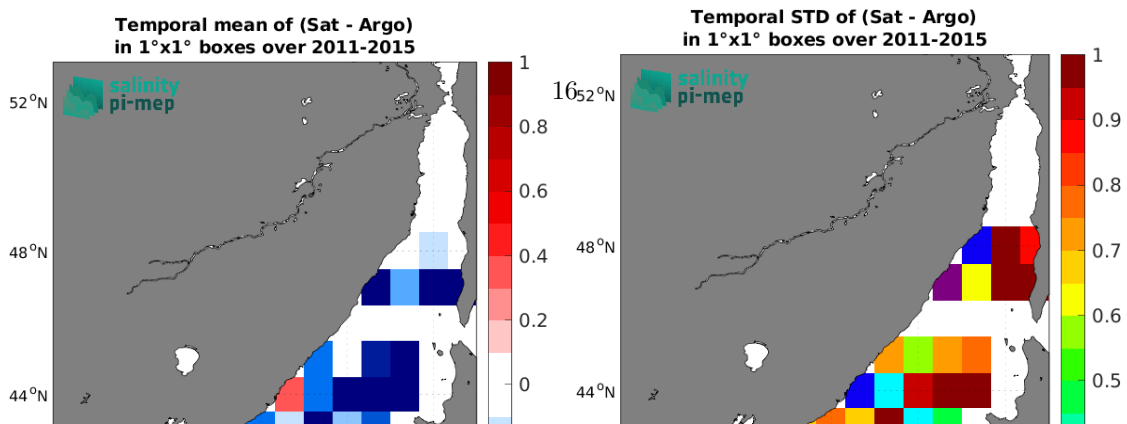 Temporal mean of (Sat - Argo)
in 1°x1° boxes over 2011-2015
salinity
pi-mep
52°N
48°N
44°N
1
0.8
0.6
0.4
0.2
0
16
Temporal STD of (Sat - Argo)
in 1°x1° boxes over 2011-2015
salinity
pi-mep
52°N
48°N
44°N
1
0.9
0.8
0.7
0.6
0.5